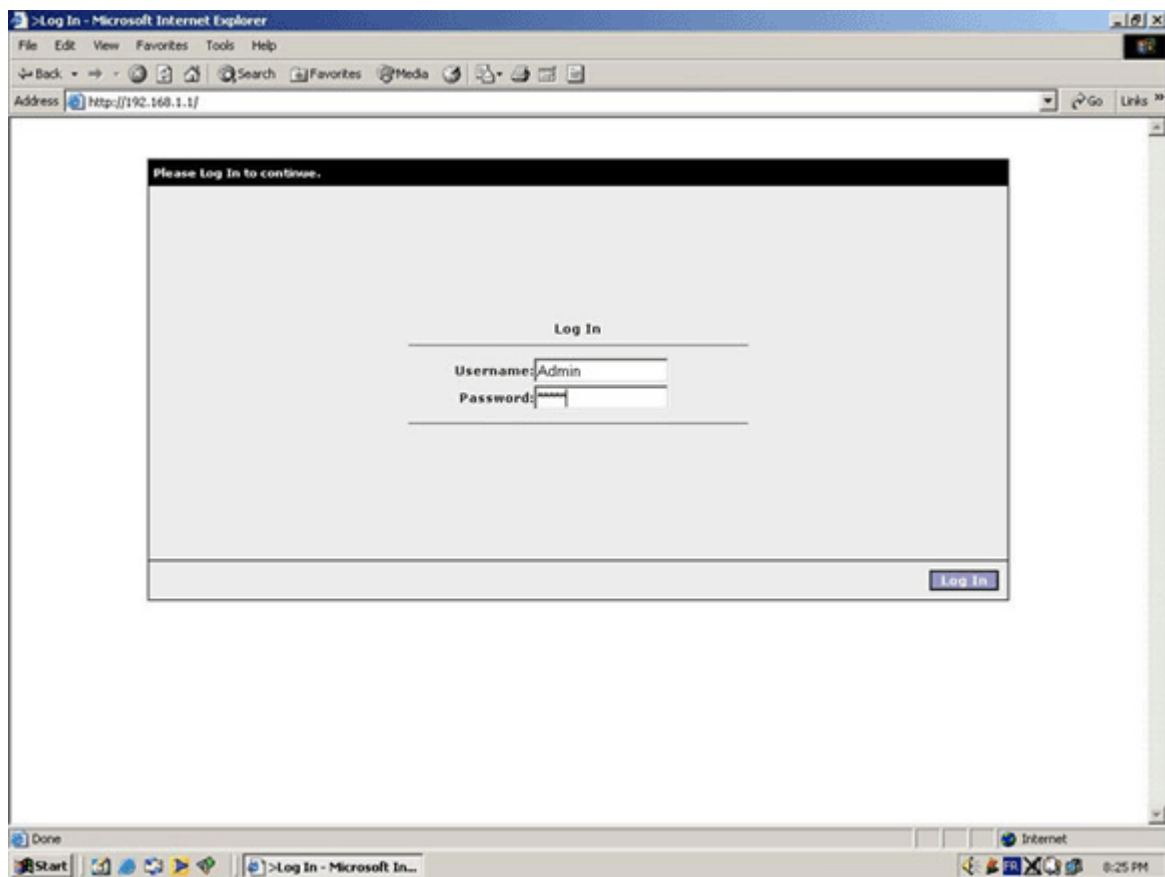 >Log In - Microsoft Internet Explorer
File Edit View Favorites Tools Help
Back Search Favorites Media
Address http://192.168.1.1/ Go Links »
Please Log In to continue.
Log In
Username: Admin
Password: *****
Log In
Done Internet
Start >Log In - Microsoft In... FR 8:25 PM